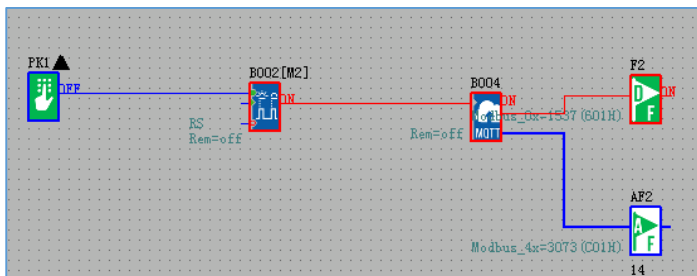 PK1
OFF
B002[M2]
ON
RS
Rem=off
B004
ON
MQTT
Rem=off
F2
D
F
ON
Modbus_0x=1537(601H)
AF2
A
F
Modbus_4x=3073(C01H)
14